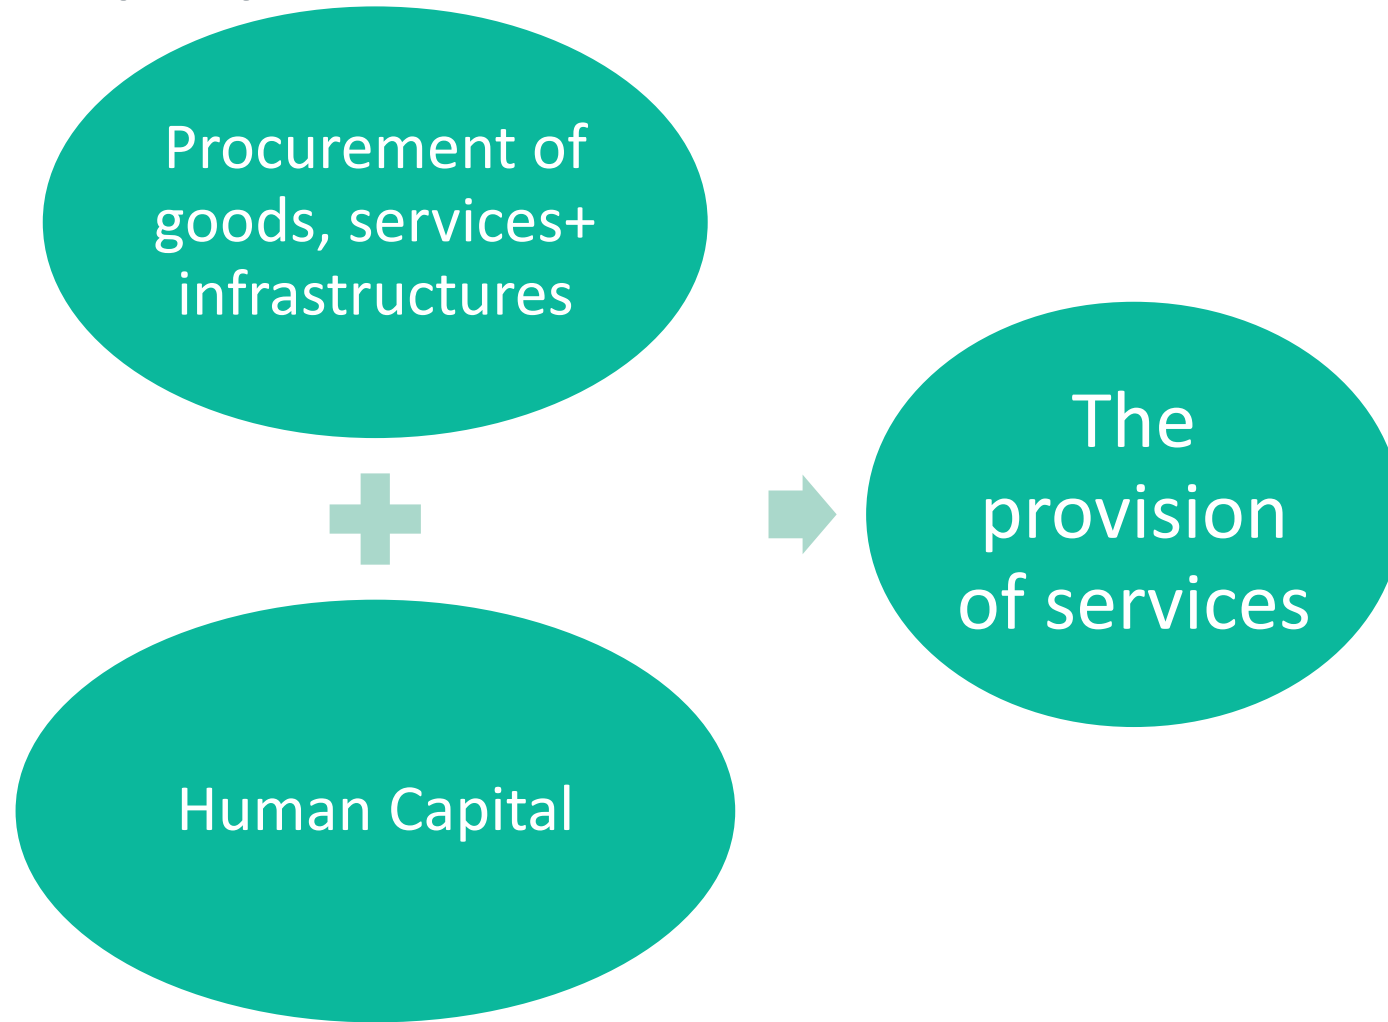 Procurement of
goods, services+
infrastructures
Human Capital
The
provision
of services